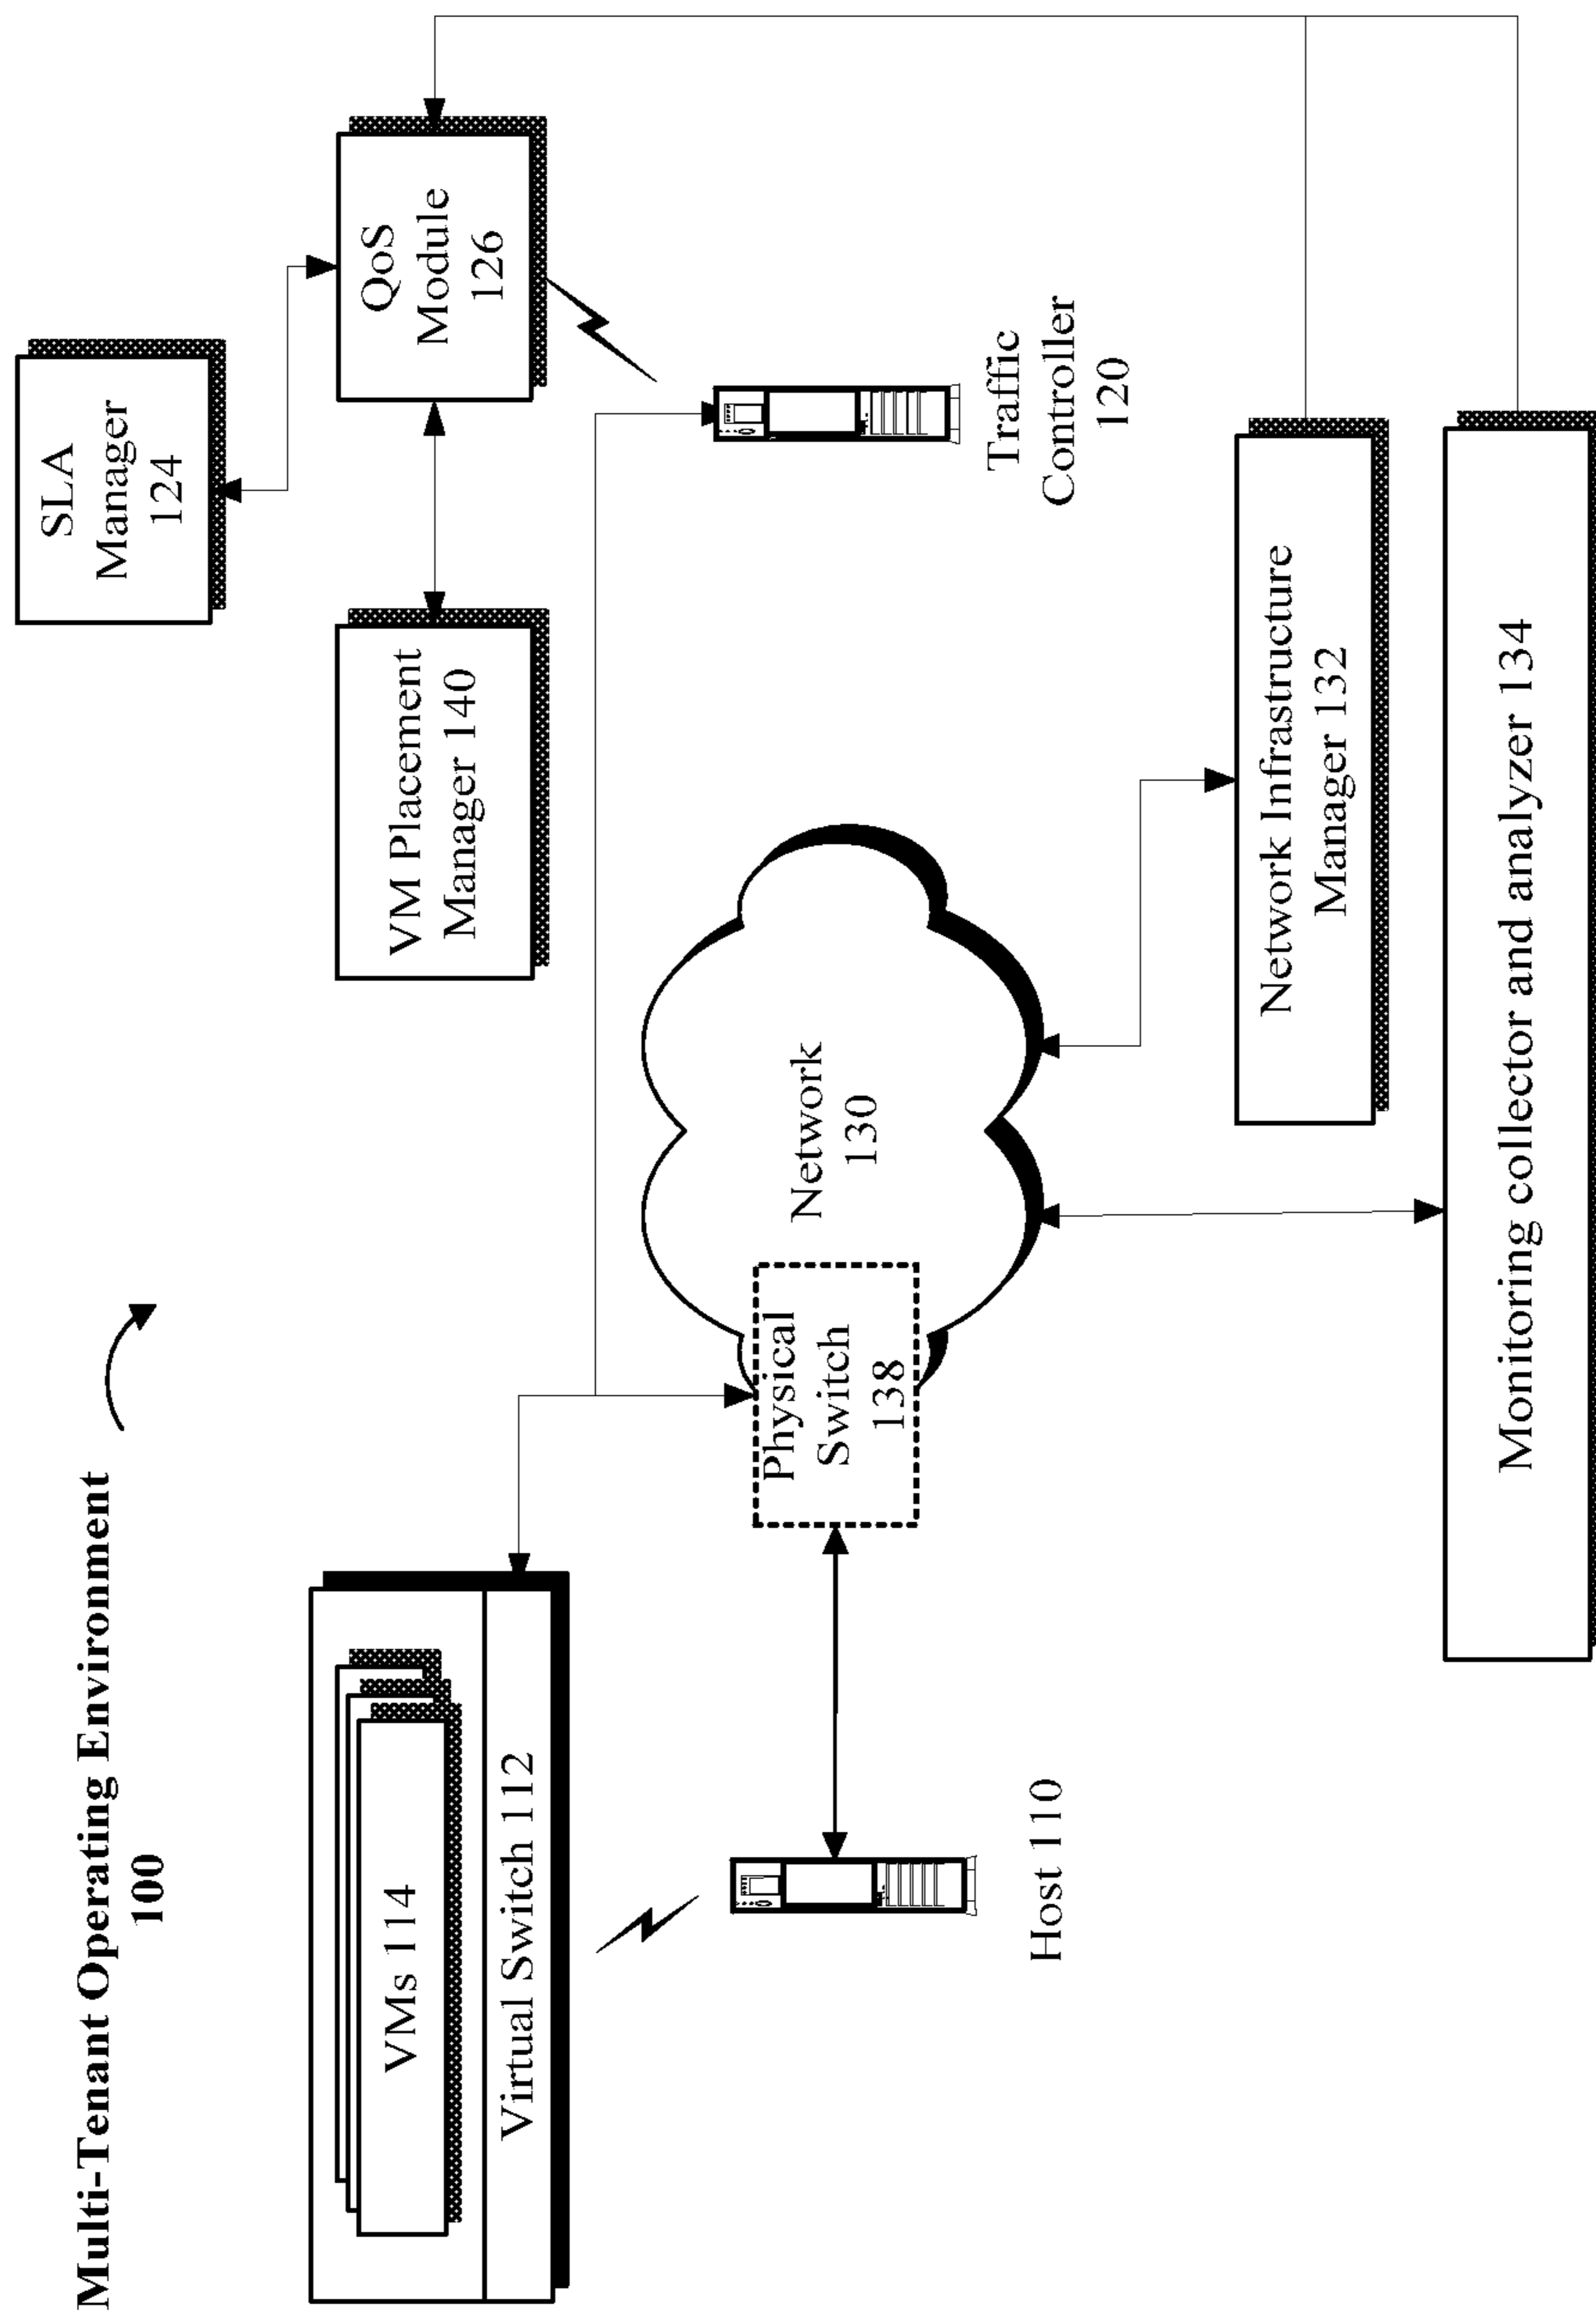 Multi-Tenant Operating Environment
100
SLA
Manager
124
VMs 114
Virtual Switch 112
VM Placement
Manager 140
QoS
Module
126
Physical
Switch
138
Network
130
Host 110
Traffic
Controller
120
Network Infrastructure
Manager 132
Monitoring collector and analyzer 134